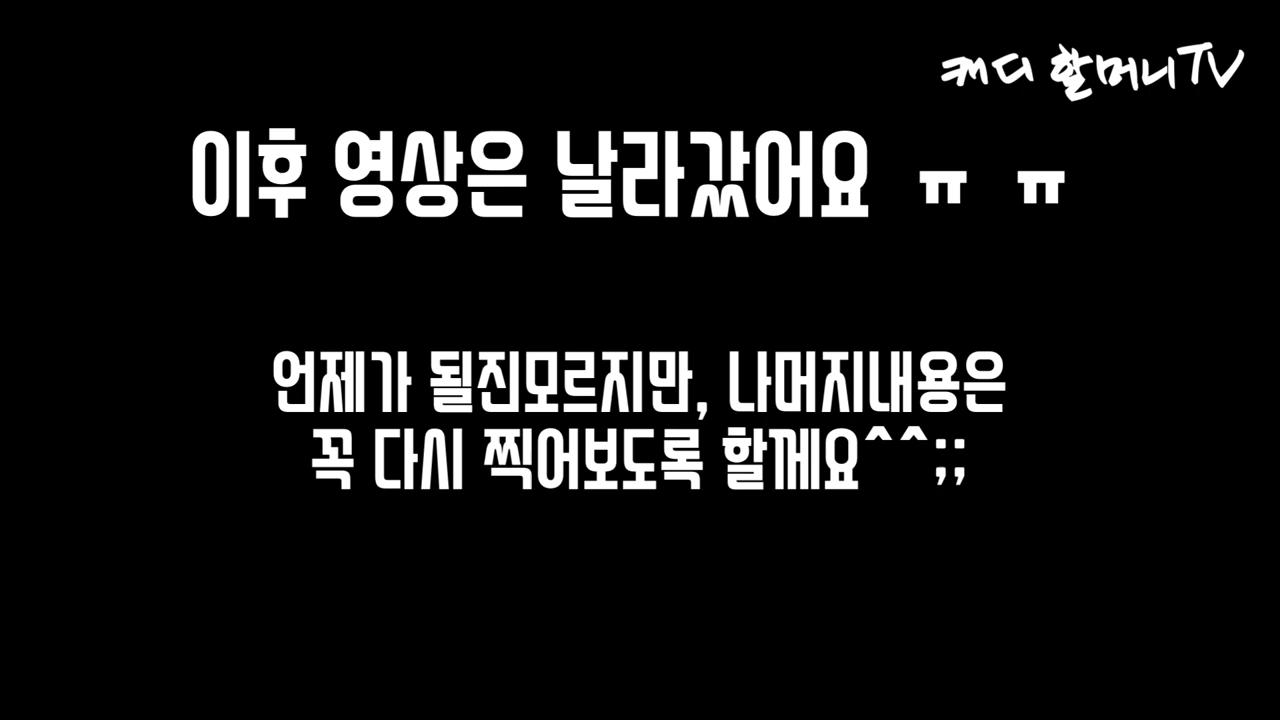 캐디 할머니TV
이후 영상은 날라갔어요 ㅠ ㅠ
언제가 될진모르지만, 나머지내용은
꼭 다시 찍어보도록 할께요^^;;